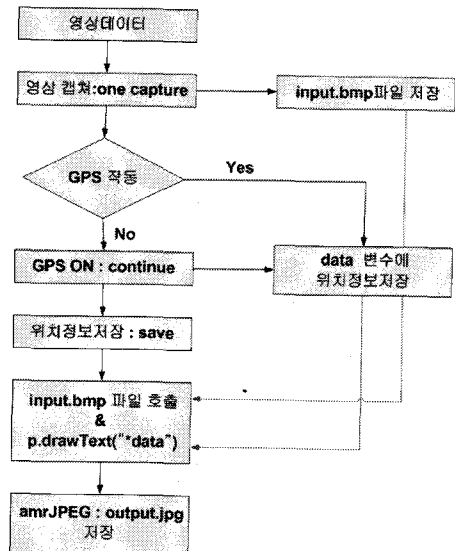 영상데이터
영상 캡쳐:one capture
input.bmp파일 저장
GPS 작동
Yes
No
GPS ON : continue
data 변수에
위치정보저장
위치정보저장 : save
input.bmp 파일 호출
&
p.drawText("*data")
amrJPEG : output.jpg
저장